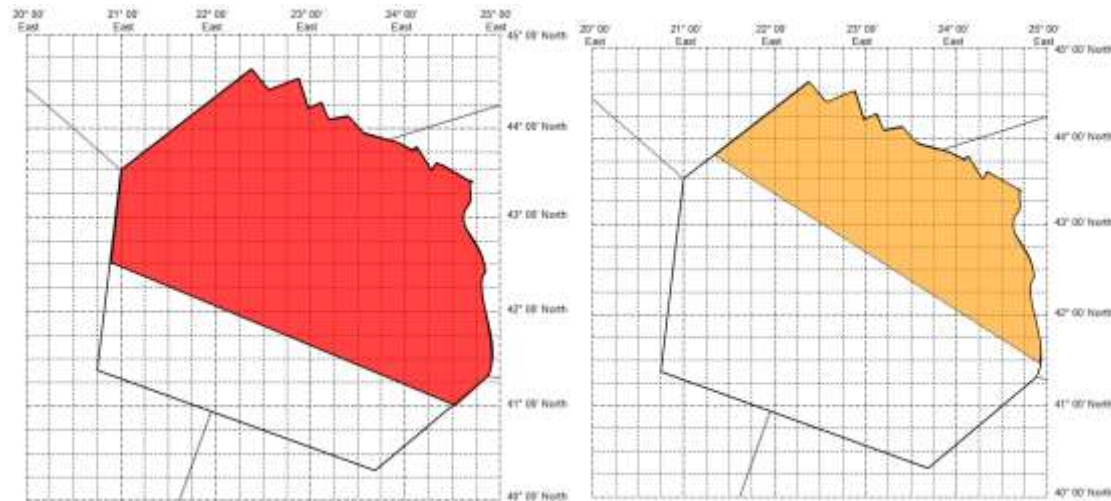 20° 00'
East
21° 00'
East
22° 00'
East
23° 00'
East
24° 00'
East
25° 00'
East
45° 00' North
44° 00' North
43° 00' North
42° 00' North
41° 00' North
40° 00' North
20° 00'
East
21° 00'
East
22° 00'
East
23° 00'
East
24° 00'
East
25° 00'
East
45° 00' North
44° 00' North
43° 00' North
42° 00' North
41° 00' North
40° 00' North